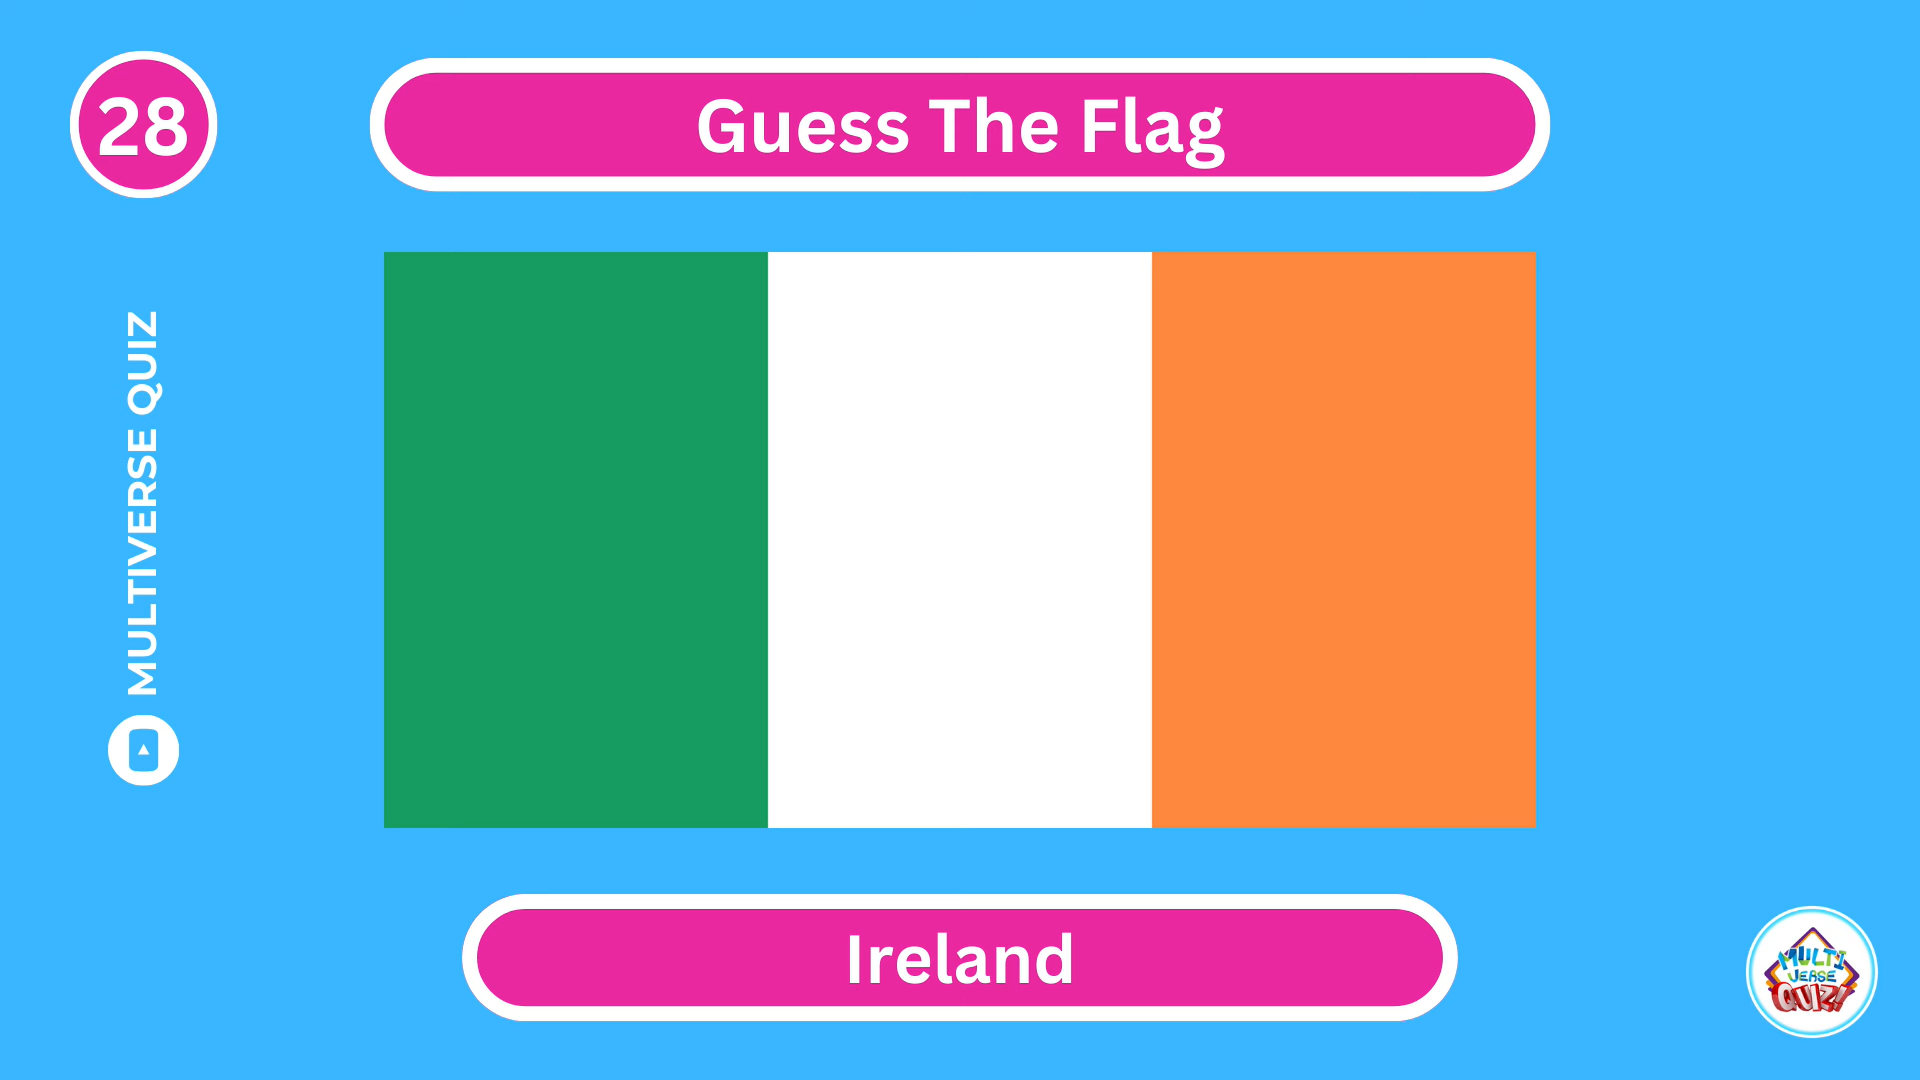 28
Guess The Flag
MULTIVERSE QUIZ
Ireland
MULTI
VERSE
QUIZ!